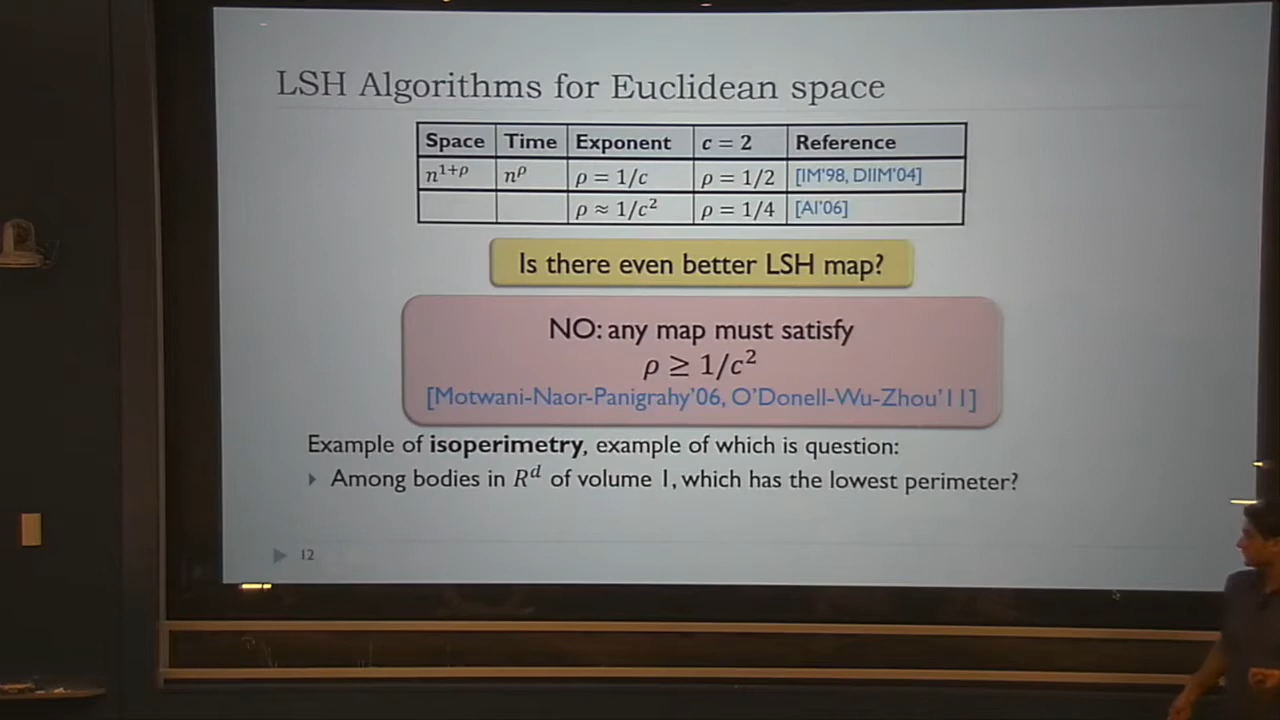 LSH Algorithms for Euclidean space
Space Time Exponent c = 2 Reference
n^{1+ρ} n^ρ ρ = 1/c ρ = 1/2 [IM'98, DIIM'04]
ρ ≈ 1/c² ρ = 1/4 [AI'06]
Is there even better LSH map?
NO: any map must satisfy
ρ ≥ 1/c²
[Motwani-Naor-Panigrahy'06, O'Donell-Wu-Zhou'11]
Example of isoperimetry, example of which is question:
Among bodies in R^d of volume 1, which has the lowest perimeter?
12